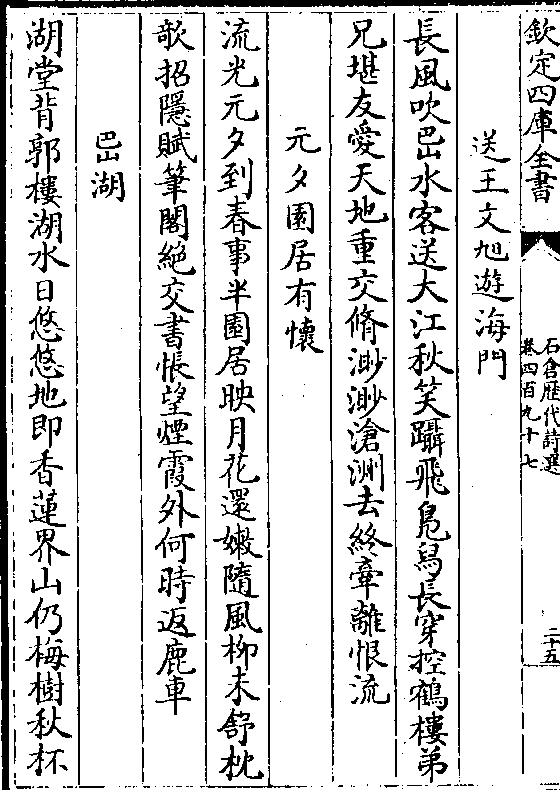 欽定四庫全書
石倉歴代詩選
卷四百九十七
二十五
送王文旭遊海門
長風吹巴水客送大江秋笑躡飛鳬舄長穿控鶴樓弟
兄堪友愛天地重交脩渺渺滄洲去終牽離恨流
元夕園居有懷
流光元夕到春事半園居映月花還嫩隨風柳未舒枕
歌招隱賦筆閣絶交書悵望煙霞外何時返鹿車
巴湖
湖堂背郭樓湖水日悠悠地即香蓮界山仍梅樹秋杯